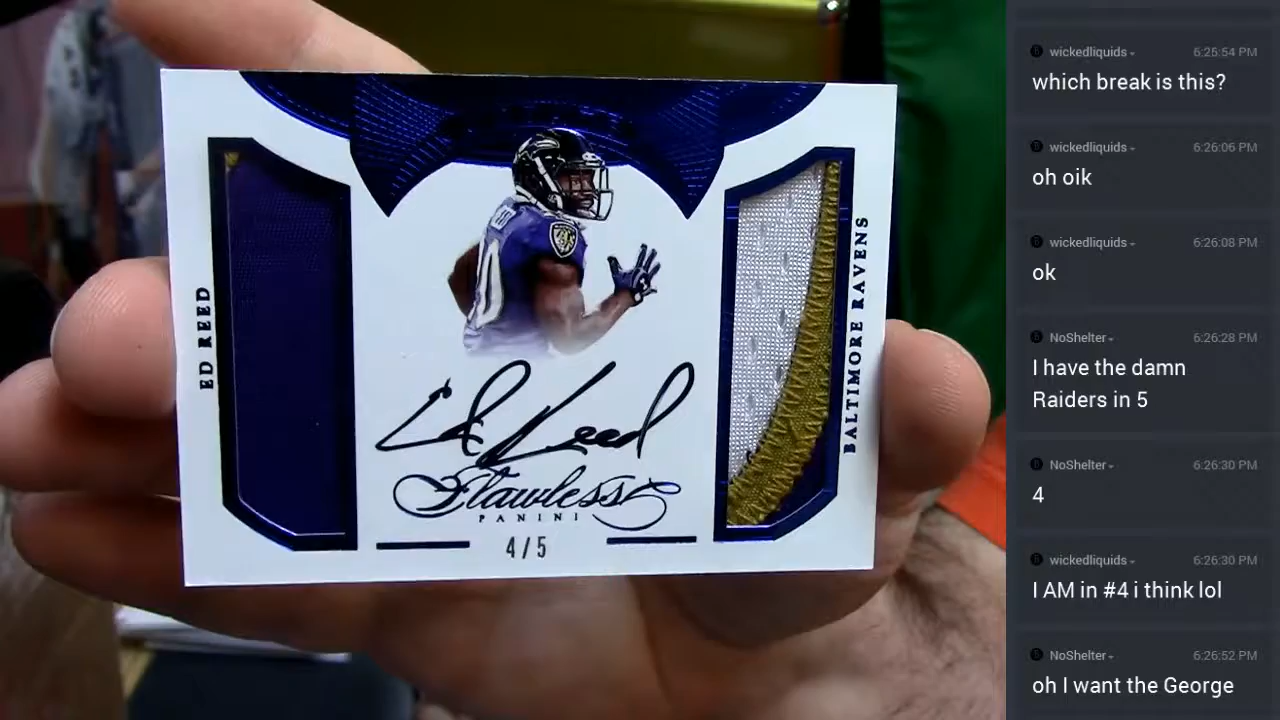 ED REED
BALTIMORE RAVENS
Ed Reed
Flawless
PANINI
4/5
wickedliquids 6:25:54 PM
which break is this?
wickedliquids 6:26:06 PM
oh oik
wickedliquids 6:26:08 PM
ok
NoShelter 6:26:28 PM
I have the damn
Raiders in 5
NoShelter 6:26:30 PM
4
wickedliquids 6:26:30 PM
I AM in #4 i think lol
NoShelter 6:26:52 PM
oh I want the George